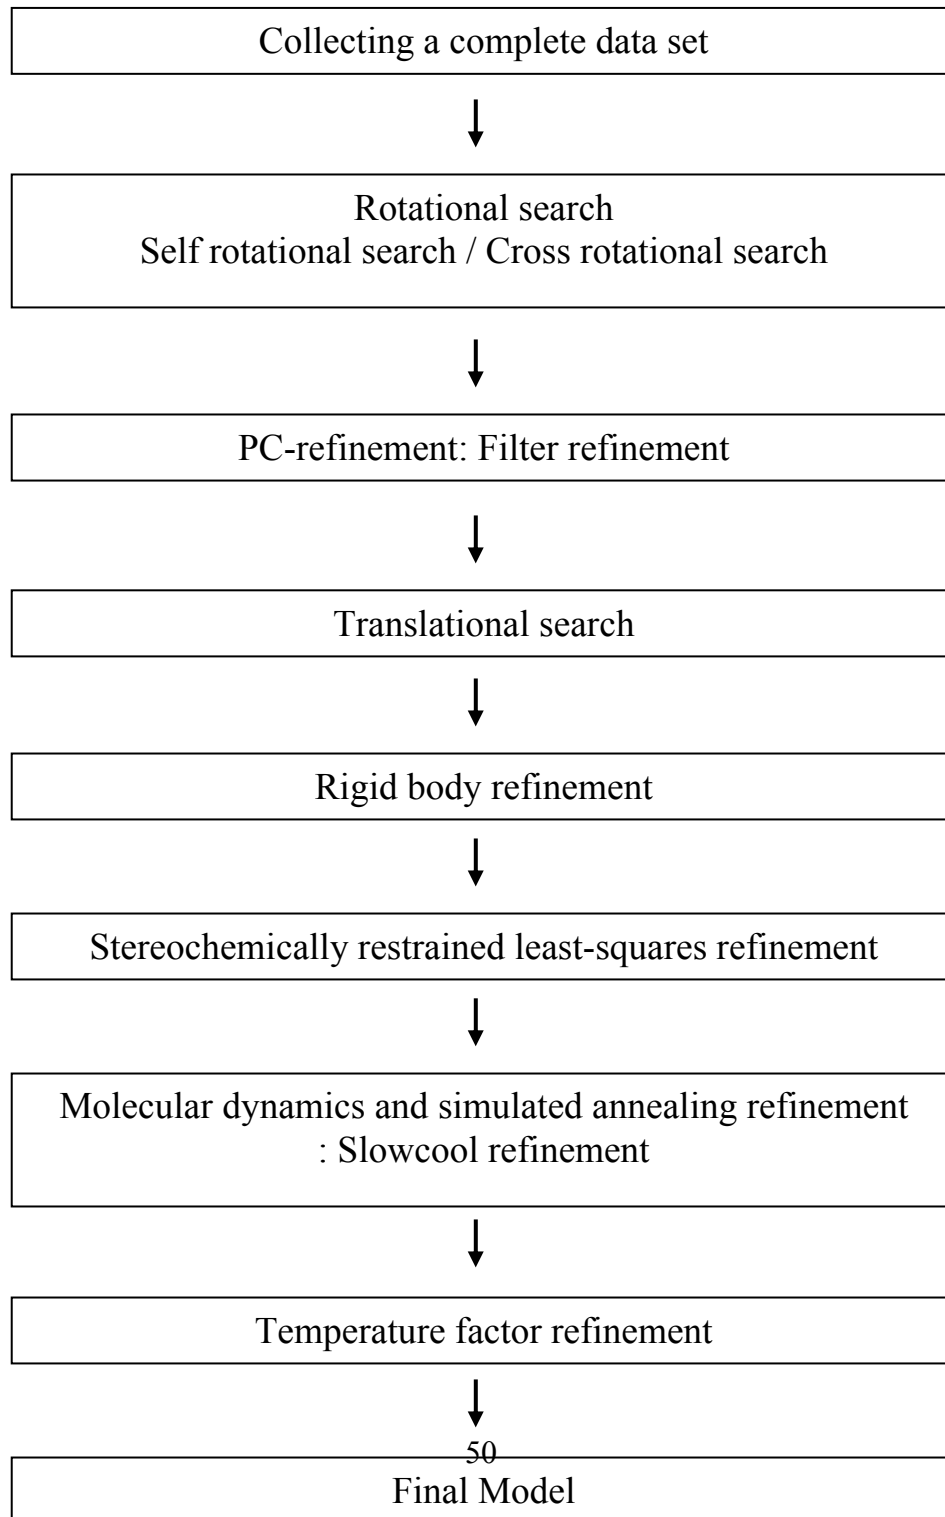 Collecting a complete data set
Rotational search
Self rotational search / Cross rotational search
PC-refinement: Filter refinement
Translational search
Rigid body refinement
Stereochemically restrained least-squares refinement
Molecular dynamics and simulated annealing refinement
: Slowcool refinement
Temperature factor refinement
50
Final Model